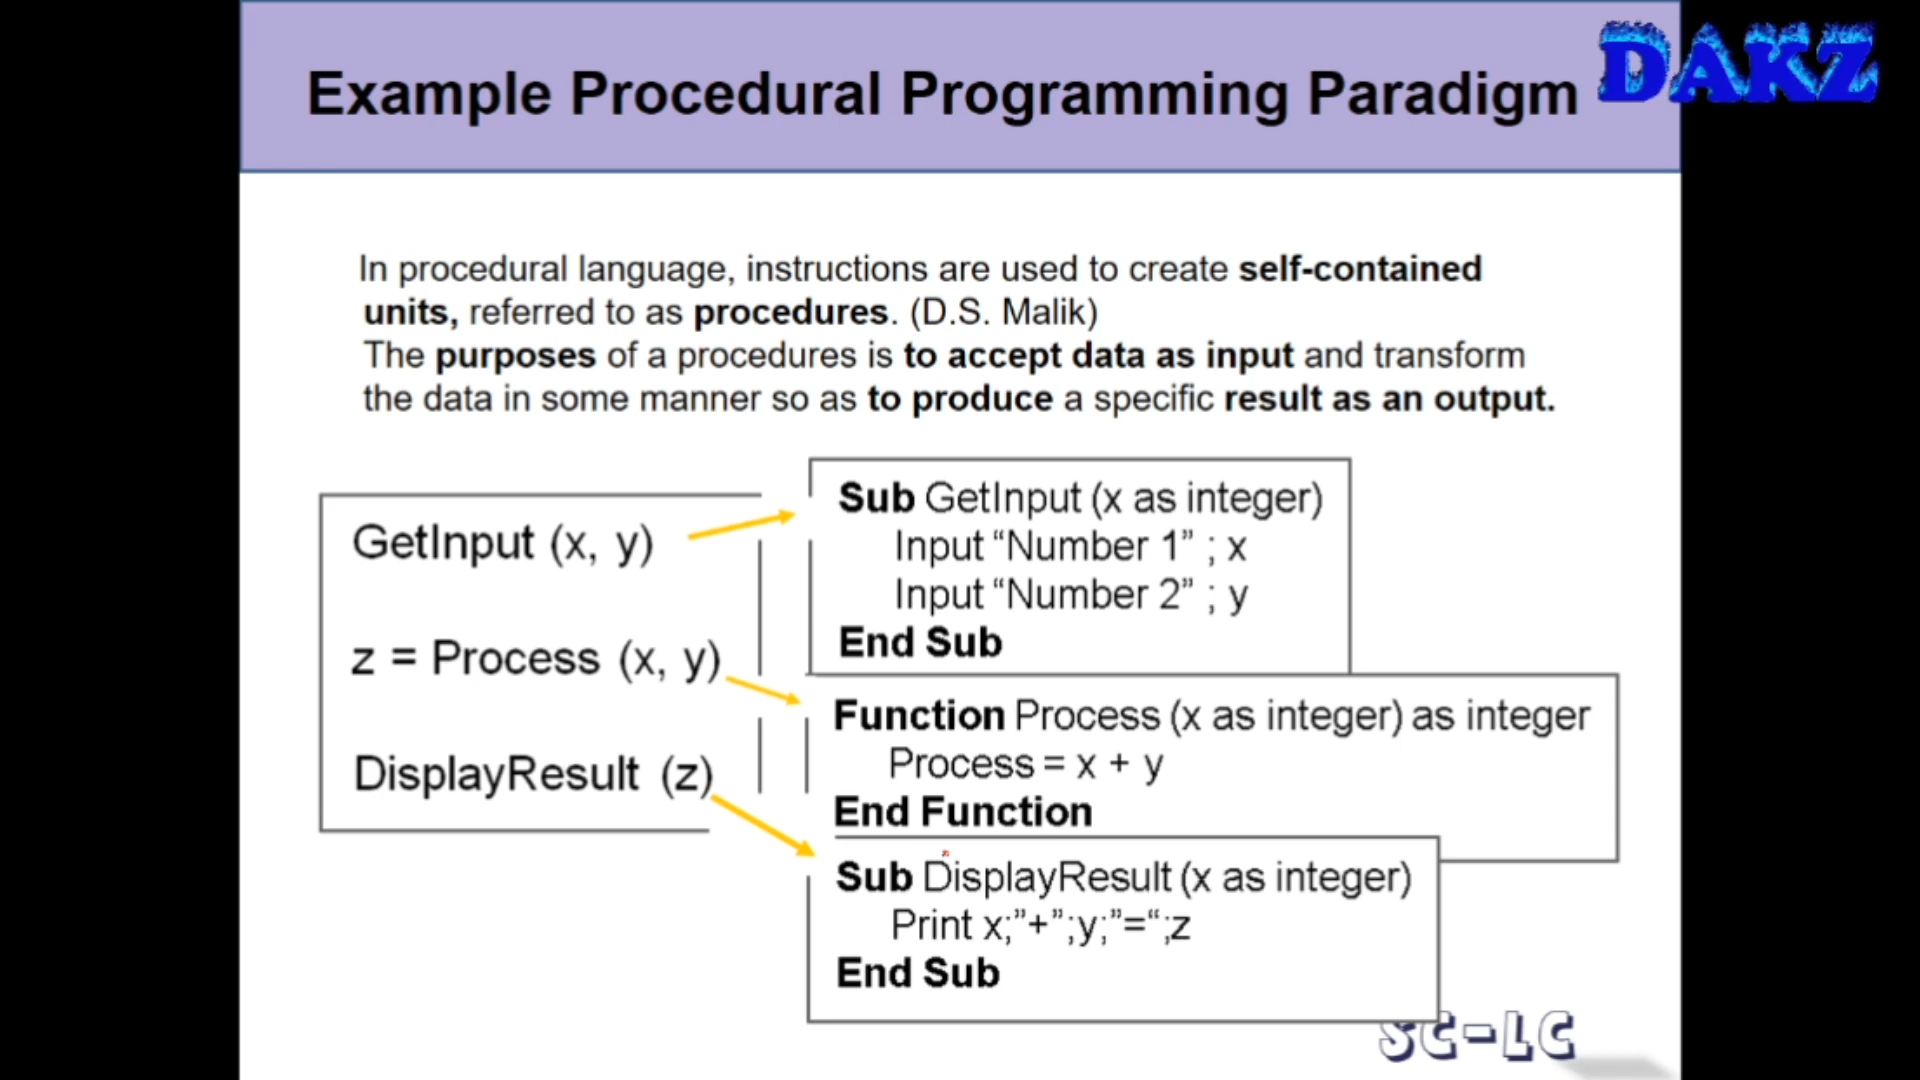 Example Procedural Programming Paradigm
DAKZ
In procedural language, instructions are used to create self-contained
units, referred to as procedures. (D.S. Malik)
The purposes of a procedures is to accept data as input and transform
the data in some manner so as to produce a specific result as an output.
GetInput (x, y)
z = Process (x, y)
DisplayResult (z)
Sub GetInput (x as integer)
Input “Number 1” ; x
Input “Number 2” ; y
End Sub
Function Process (x as integer) as integer
Process = x + y
End Function
Sub DisplayResult (x as integer)
Print x;”+”;y;”=“;z
End Sub
SC-LC